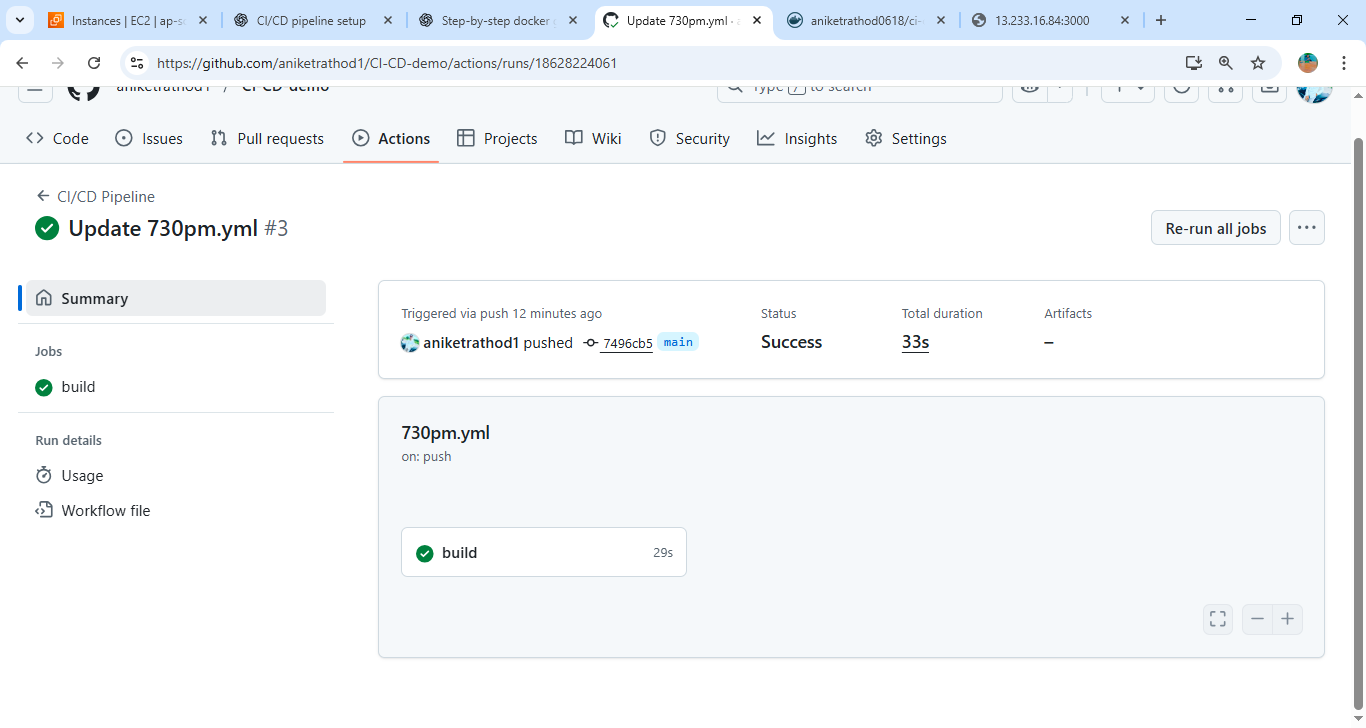 Instances | EC2 | ap-so
CI/CD pipeline setup
Step-by-step docker
Update 730pm.yml ·
aniketrathod0618/ci-
13.233.16.84:3000
https://github.com/aniketrathod1/CI-CD-demo/actions/runs/18628224061
aniketrathod1 / CI-CD-demo
Type / to search
Code
Issues
Pull requests
Actions
Projects
Wiki
Security
Insights
Settings
CI/CD Pipeline
Update 730pm.yml #3
Re-run all jobs
Summary
Jobs
build
Run details
Usage
Workflow file
Triggered via push 12 minutes ago
Status
Total duration
Artifacts
aniketrathod1 pushed 7496cb5 main
Success
33s
–
730pm.yml
on: push
build 29s